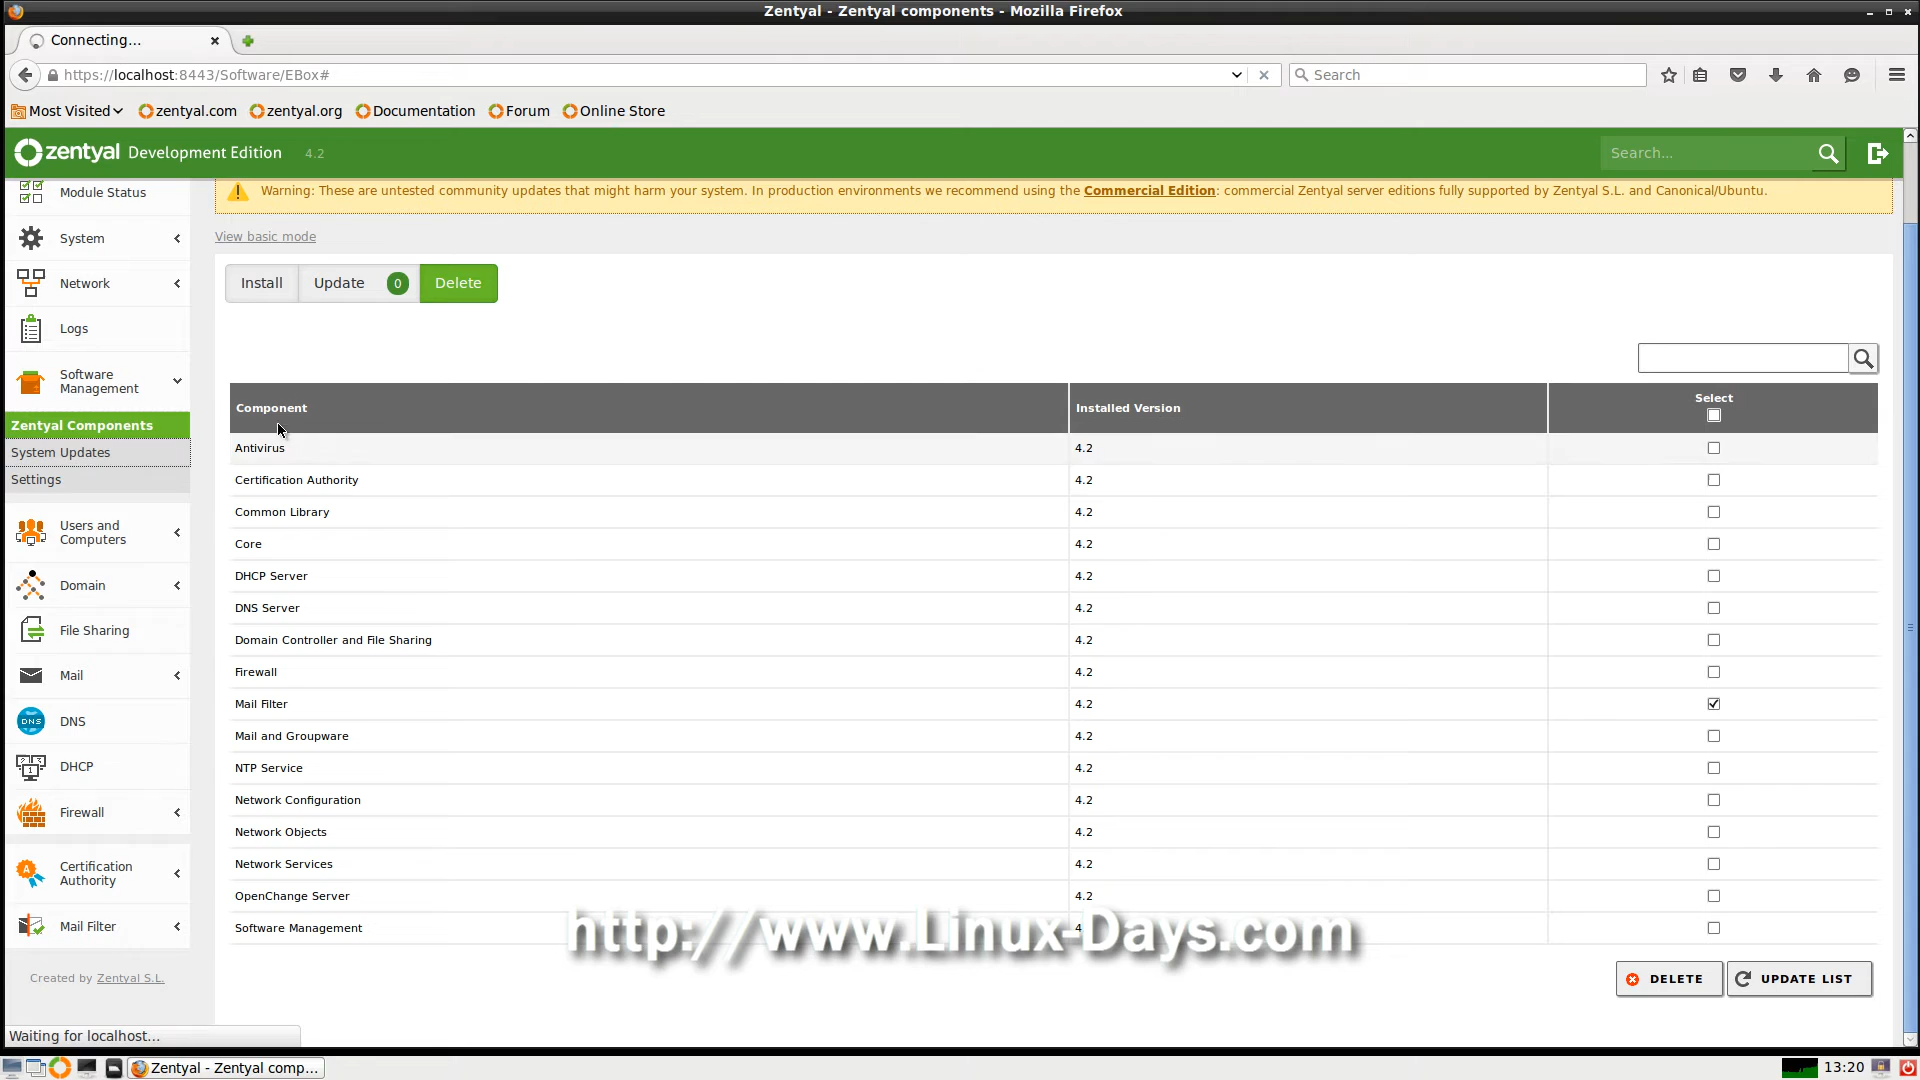 Zentyal - Zentyal components - Mozilla Firefox
Connecting...
https://localhost:8443/Software/EBox#
Search
Most Visited
zentyal.com
zentyal.org
Documentation
Forum
Online Store
zentyal Development Edition 4.2
Search...
Module Status
Warning: These are untested community updates that might harm your system. In production environments we recommend using the Commercial Edition: commercial Zentyal server editions fully supported by Zentyal S.L. and Canonical/Ubuntu.
View basic mode
System
Network
Logs
Software
Management
Zentyal Components
System Updates
Settings
Users and
Computers
Domain
File Sharing
Mail
DNS
DNS
DHCP
Firewall
Certification
Authority
Mail Filter
Created by Zentyal S.L.
Install
Update 0
Delete
Component Installed Version Select
Antivirus 4.2
Certification Authority 4.2
Common Library 4.2
Core 4.2
DHCP Server 4.2
DNS Server 4.2
Domain Controller and File Sharing 4.2
Firewall 4.2
Mail Filter 4.2
Mail and Groupware 4.2
NTP Service 4.2
Network Configuration 4.2
Network Objects 4.2
Network Services 4.2
OpenChange Server 4.2
Software Management 4
http://www.Linux-Days.com
DELETE
UPDATE LIST
Waiting for localhost...
Zentyal - Zentyal comp...
13:20